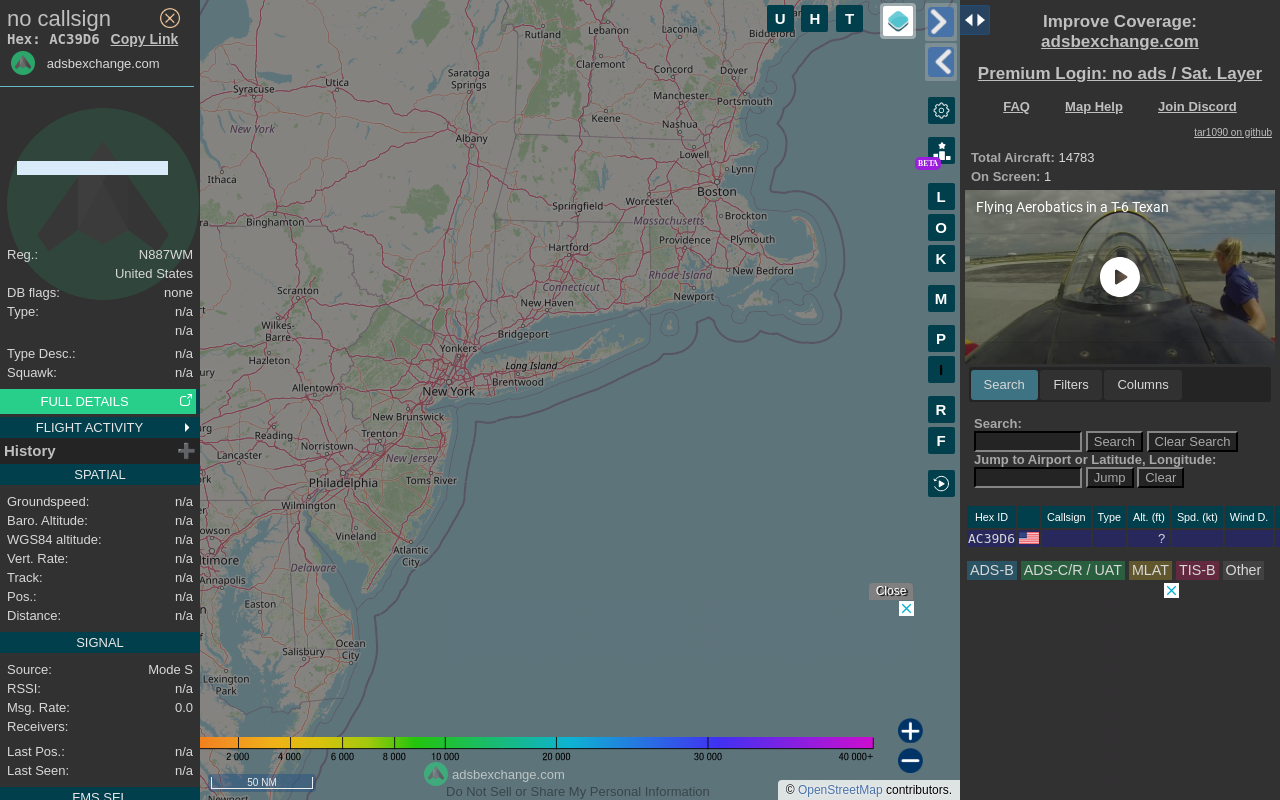 no callsign
Hex: AC39D6 Copy Link
adsbexchange.com
Reg.: N887WM
United States
DB flags: none
Type: n/a
n/a
Type Desc.: n/a
Squawk: n/a
FULL DETAILS
FLIGHT ACTIVITY
History
SPATIAL
Groundspeed: n/a
Baro. Altitude: n/a
WGS84 altitude: n/a
Vert. Rate: n/a
Track: n/a
Pos.: n/a
Distance: n/a
SIGNAL
Source: Mode S
RSSI: n/a
Msg. Rate: 0.0
Receivers:
Last Pos.: n/a
Last Seen: n/a
FMS SEL
U H T
BETA
L
O
K
M
P
I
R
F
Rutland
Lebanon
Laconia
Biddeford
Claremont
Concord
Dover
Saratoga
Springs
Utica
Syracuse
Manchester
Portsmouth
Keene
Nashua
New York
Albany
Lowell
Lynn
Ithaca
Boston
Worcester
Springfield
Massachusetts
Brockton
Binghamton
Hartford
Providence
Plymouth
Rhode Island
New Bedford
Connecticut
Newport
Scranton
New Haven
Wilkes-
Barre
Bridgeport
Yonkers
Hazleton
Long Island
Brentwood
Allentown
New York
New Brunswick
Reading
Trenton
Norristown
Lancaster
New Jersey
Toms River
Philadelphia
Wilmington
Vineland
Atlantic
City
Delaware
Annapolis
Easton
Ocean
City
Salisbury
Lexington
Park
Newport
Close
2 000 4 000 6 000 8 000 10 000 20 000 30 000 40 000+
50 NM
adsbexchange.com
Do Not Sell or Share My Personal Information
© OpenStreetMap contributors.
Improve Coverage:
adsbexchange.com
Premium Login: no ads / Sat. Layer
FAQ Map Help Join Discord
tar1090 on github
Total Aircraft: 14783
On Screen: 1
Flying Aerobatics in a T-6 Texan
Search Filters Columns
Search:
Search Clear Search
Jump to Airport or Latitude, Longitude:
Jump Clear
Hex ID Callsign Type Alt. (ft) Spd. (kt) Wind D.
AC39D6 ?
ADS-B ADS-C/R / UAT MLAT TIS-B Other